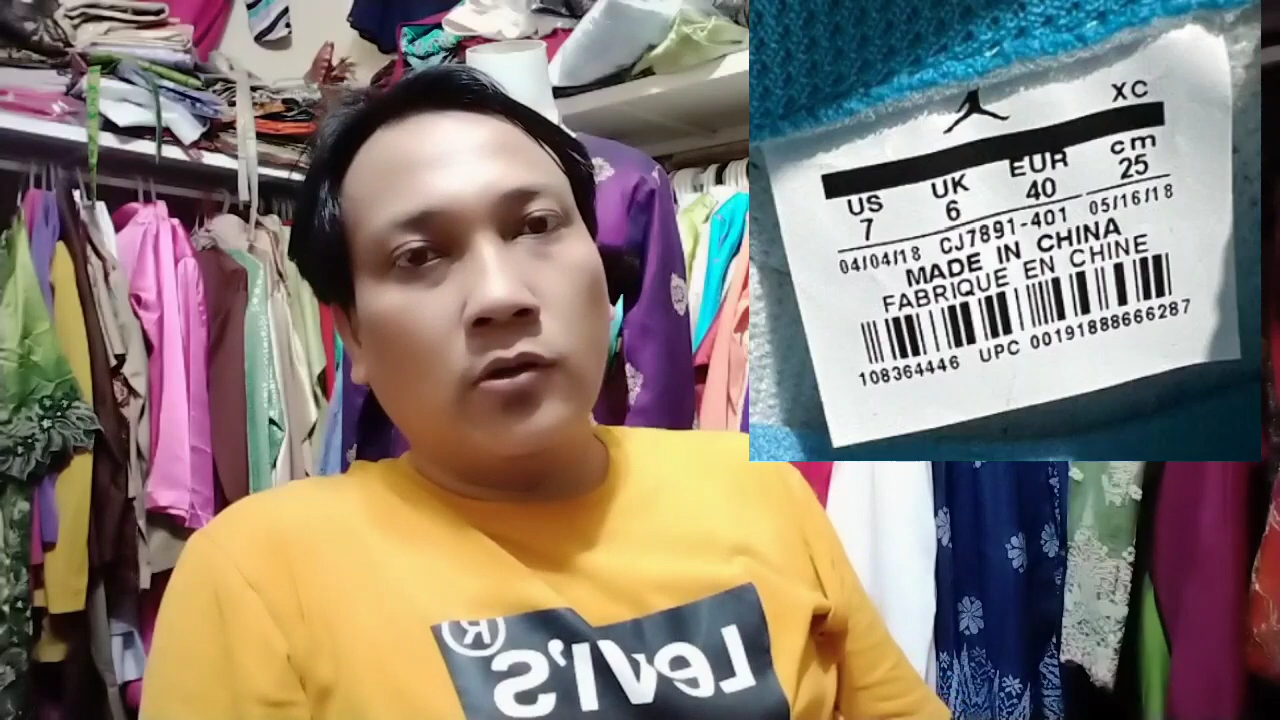 XC
US UK EUR cm
7 6 40 25
04/04/18 CJ7891-401 05/16/18
MADE IN CHINA
FABRIQUE EN CHINE
108364446 UPC 00191888666287
Levi's®